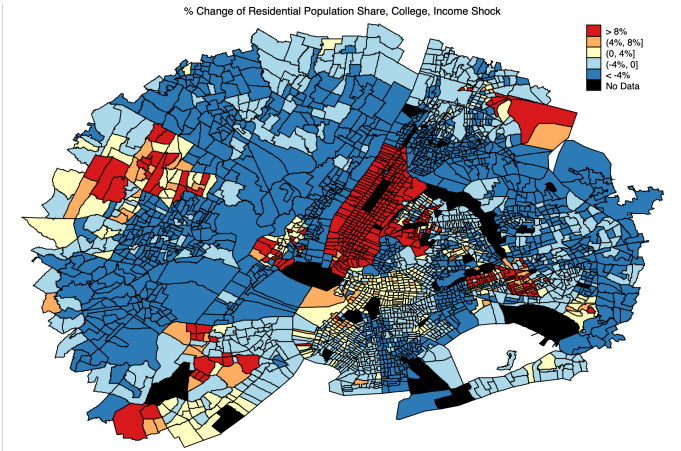 % Change of Residential Population Share, College, Income Shock
> 8%
(4%, 8%]
(0, 4%]
(-4%, 0]
< -4%
No Data